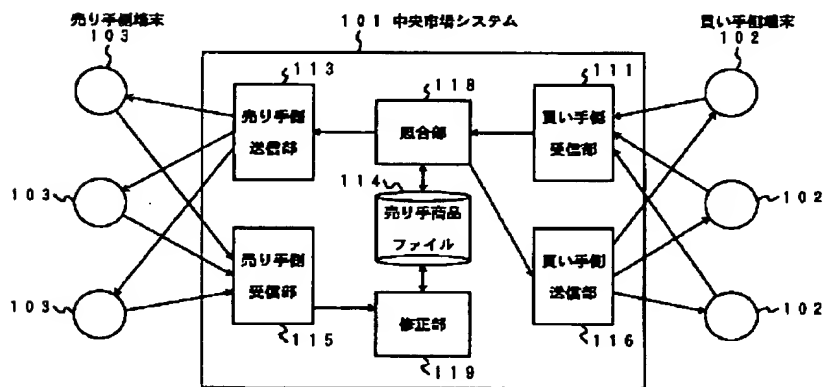 売り手側端末
103
101 中央市場システム
買い手側端末
102
113
118
111
売り手側
送信部
照合部
買い手側
受信部
114
103
102
売り手商品
ファイル
売り手側
受信部
買い手側
送信部
103
102
修正部
115
116
119